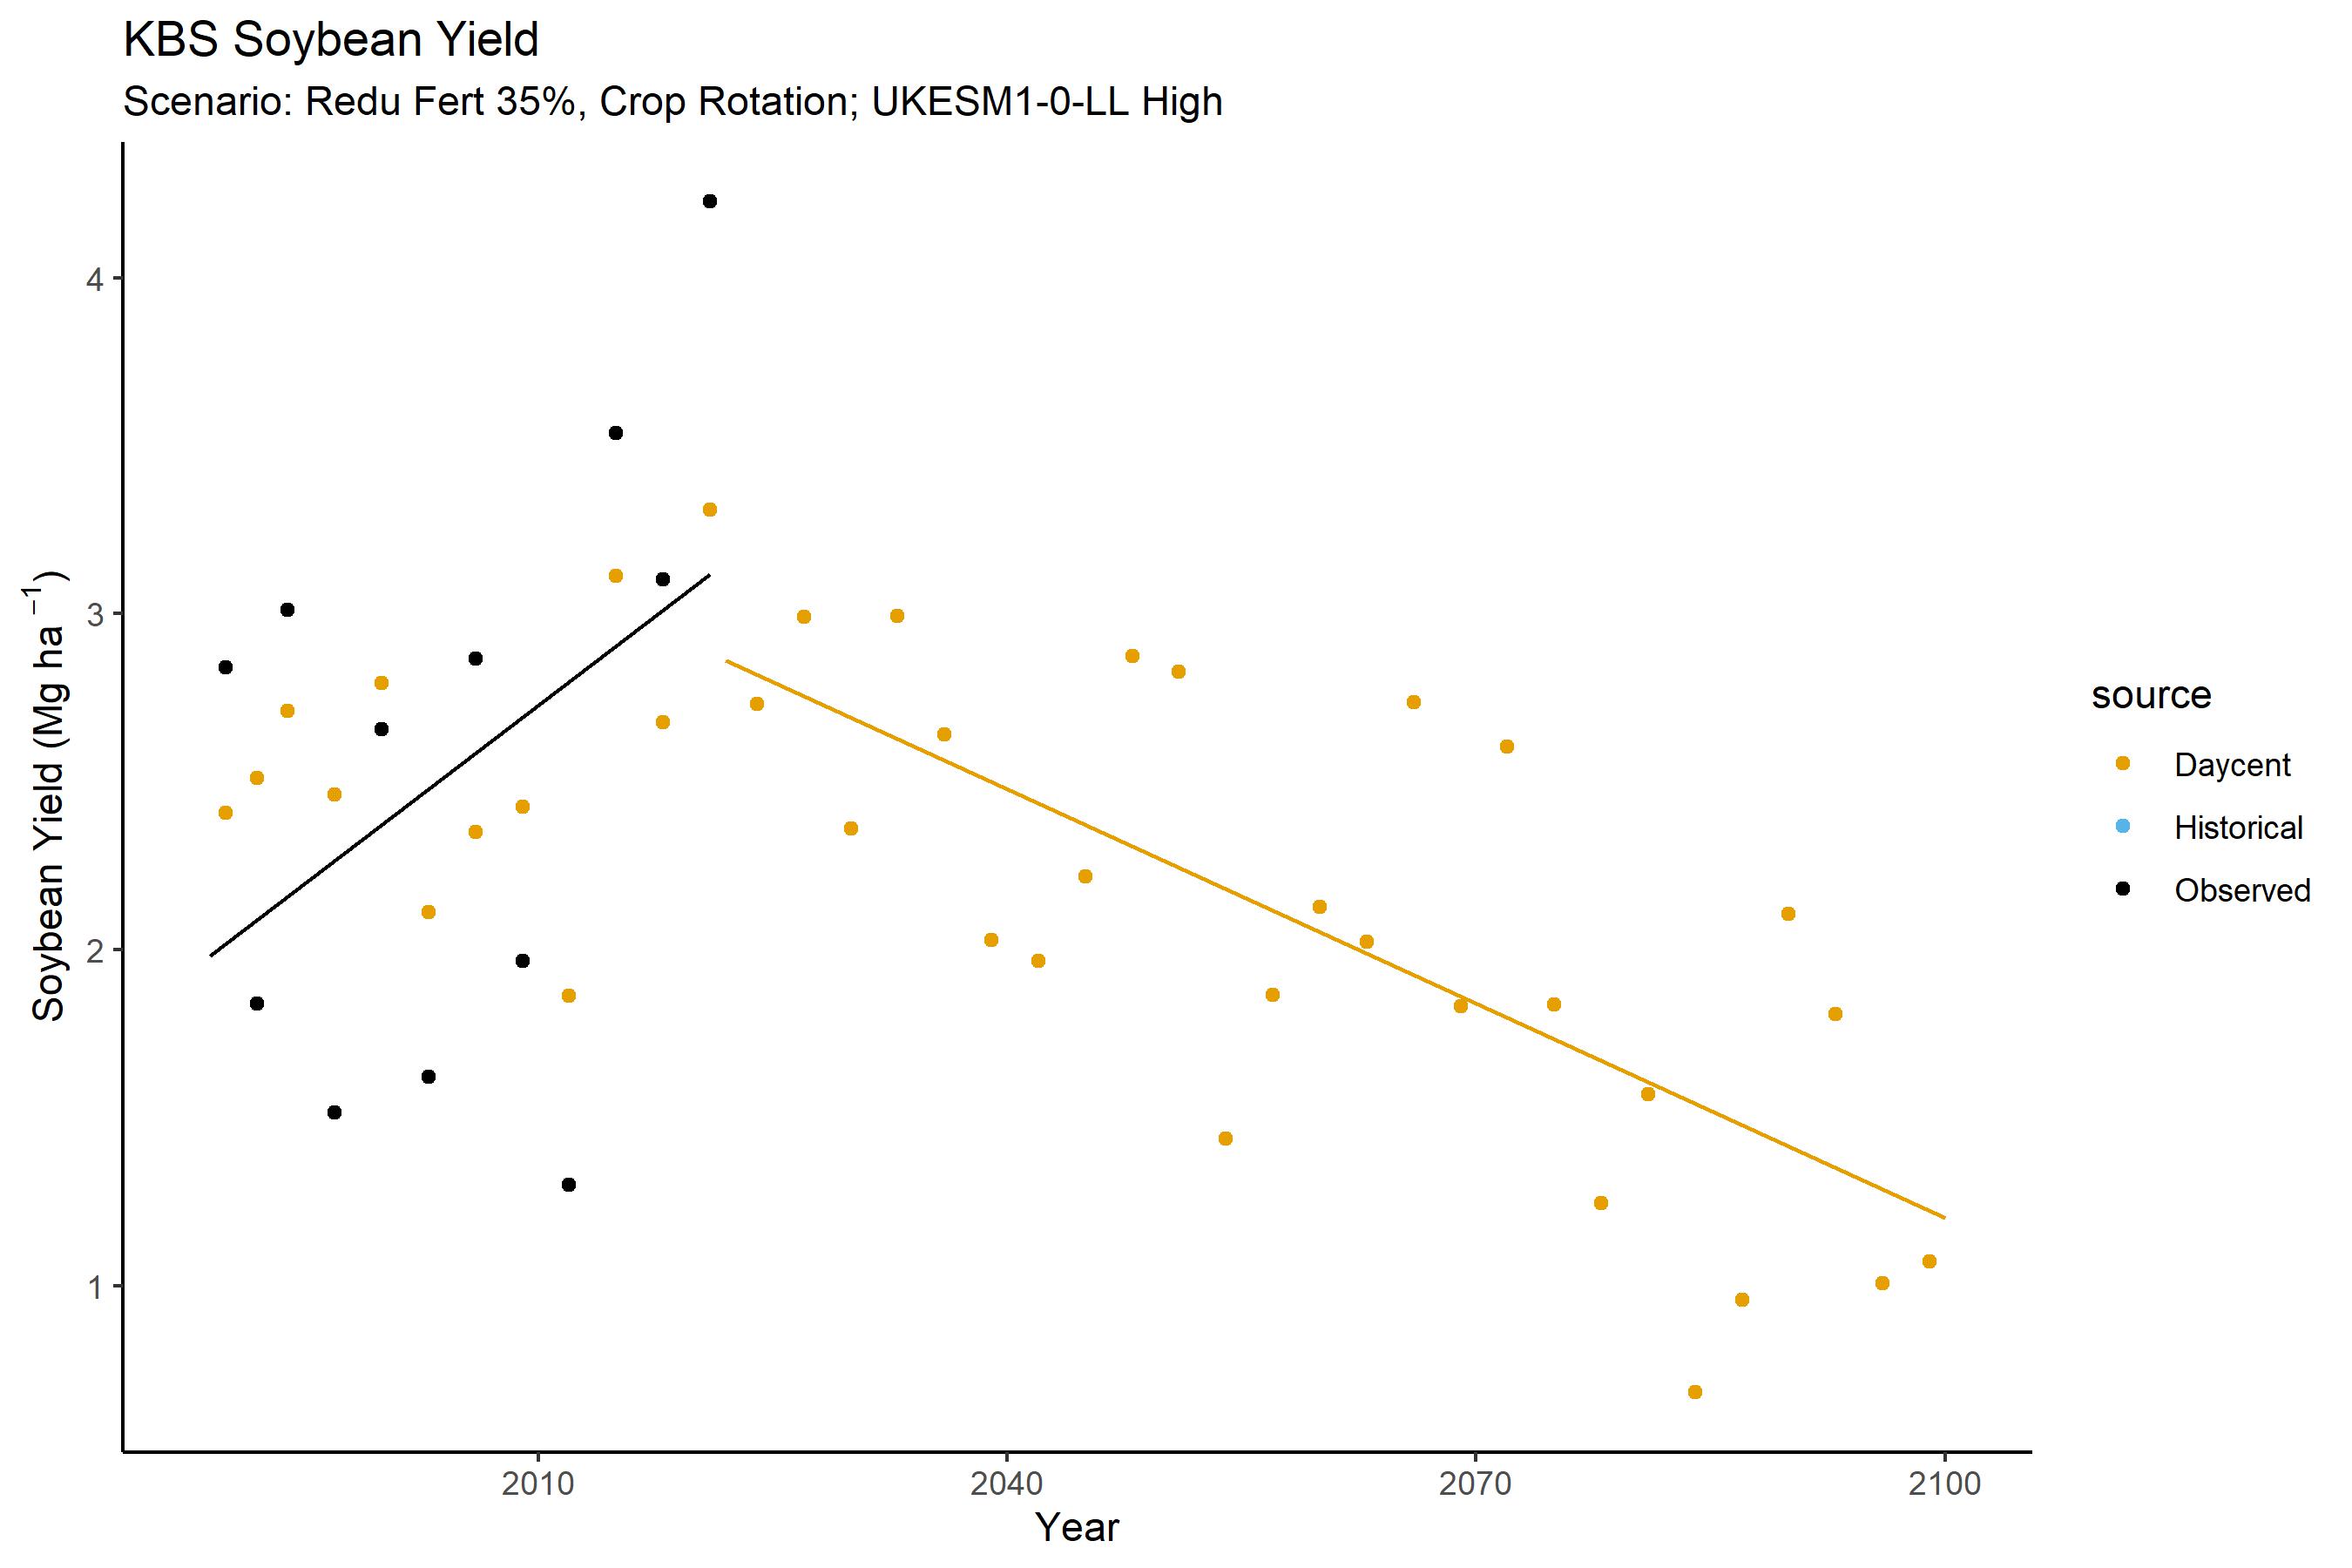 KBS Soybean Yield
Scenario: Redu Fert 35%, Crop Rotation; UKESM1-0-LL High
Soybean Yield (Mg ha⁻¹)
4
3
2
1
2010
2040
2070
2100
Year
source
Daycent
Historical
Observed